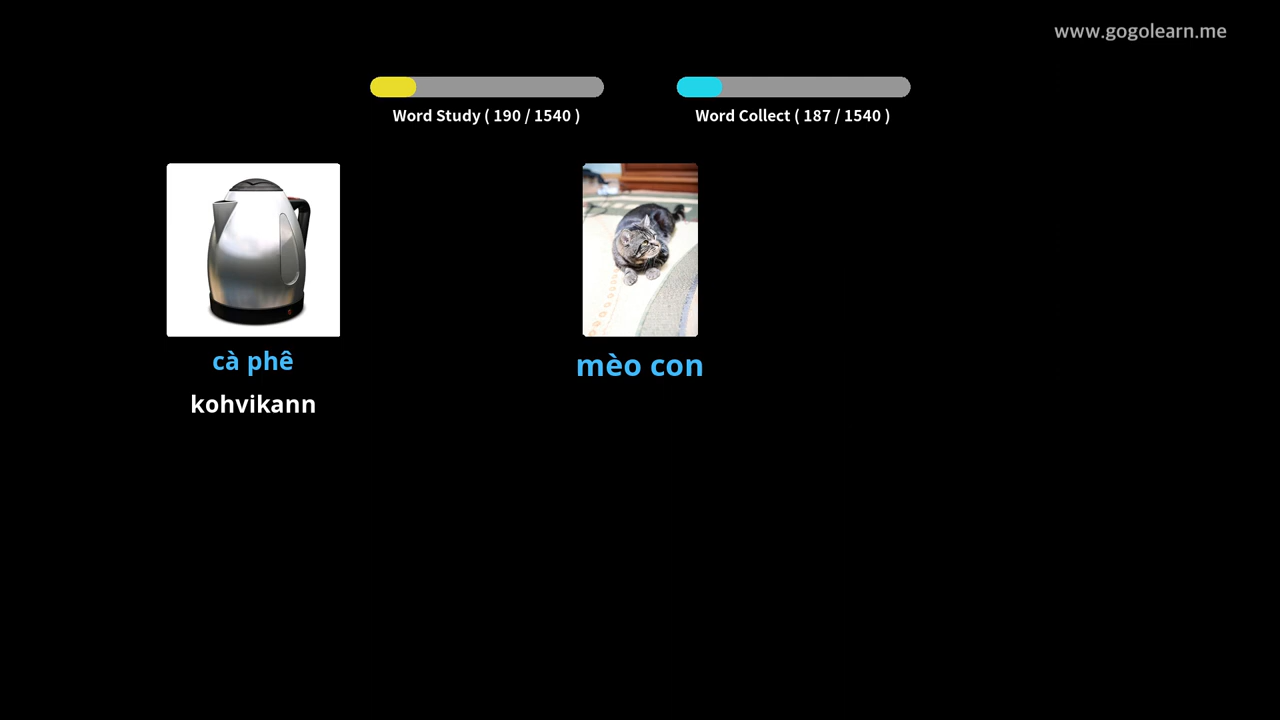 www.gogolearn.me
Word Study ( 190 / 1540 )
Word Collect ( 187 / 1540 )
cà phê
kohvikann
mèo con